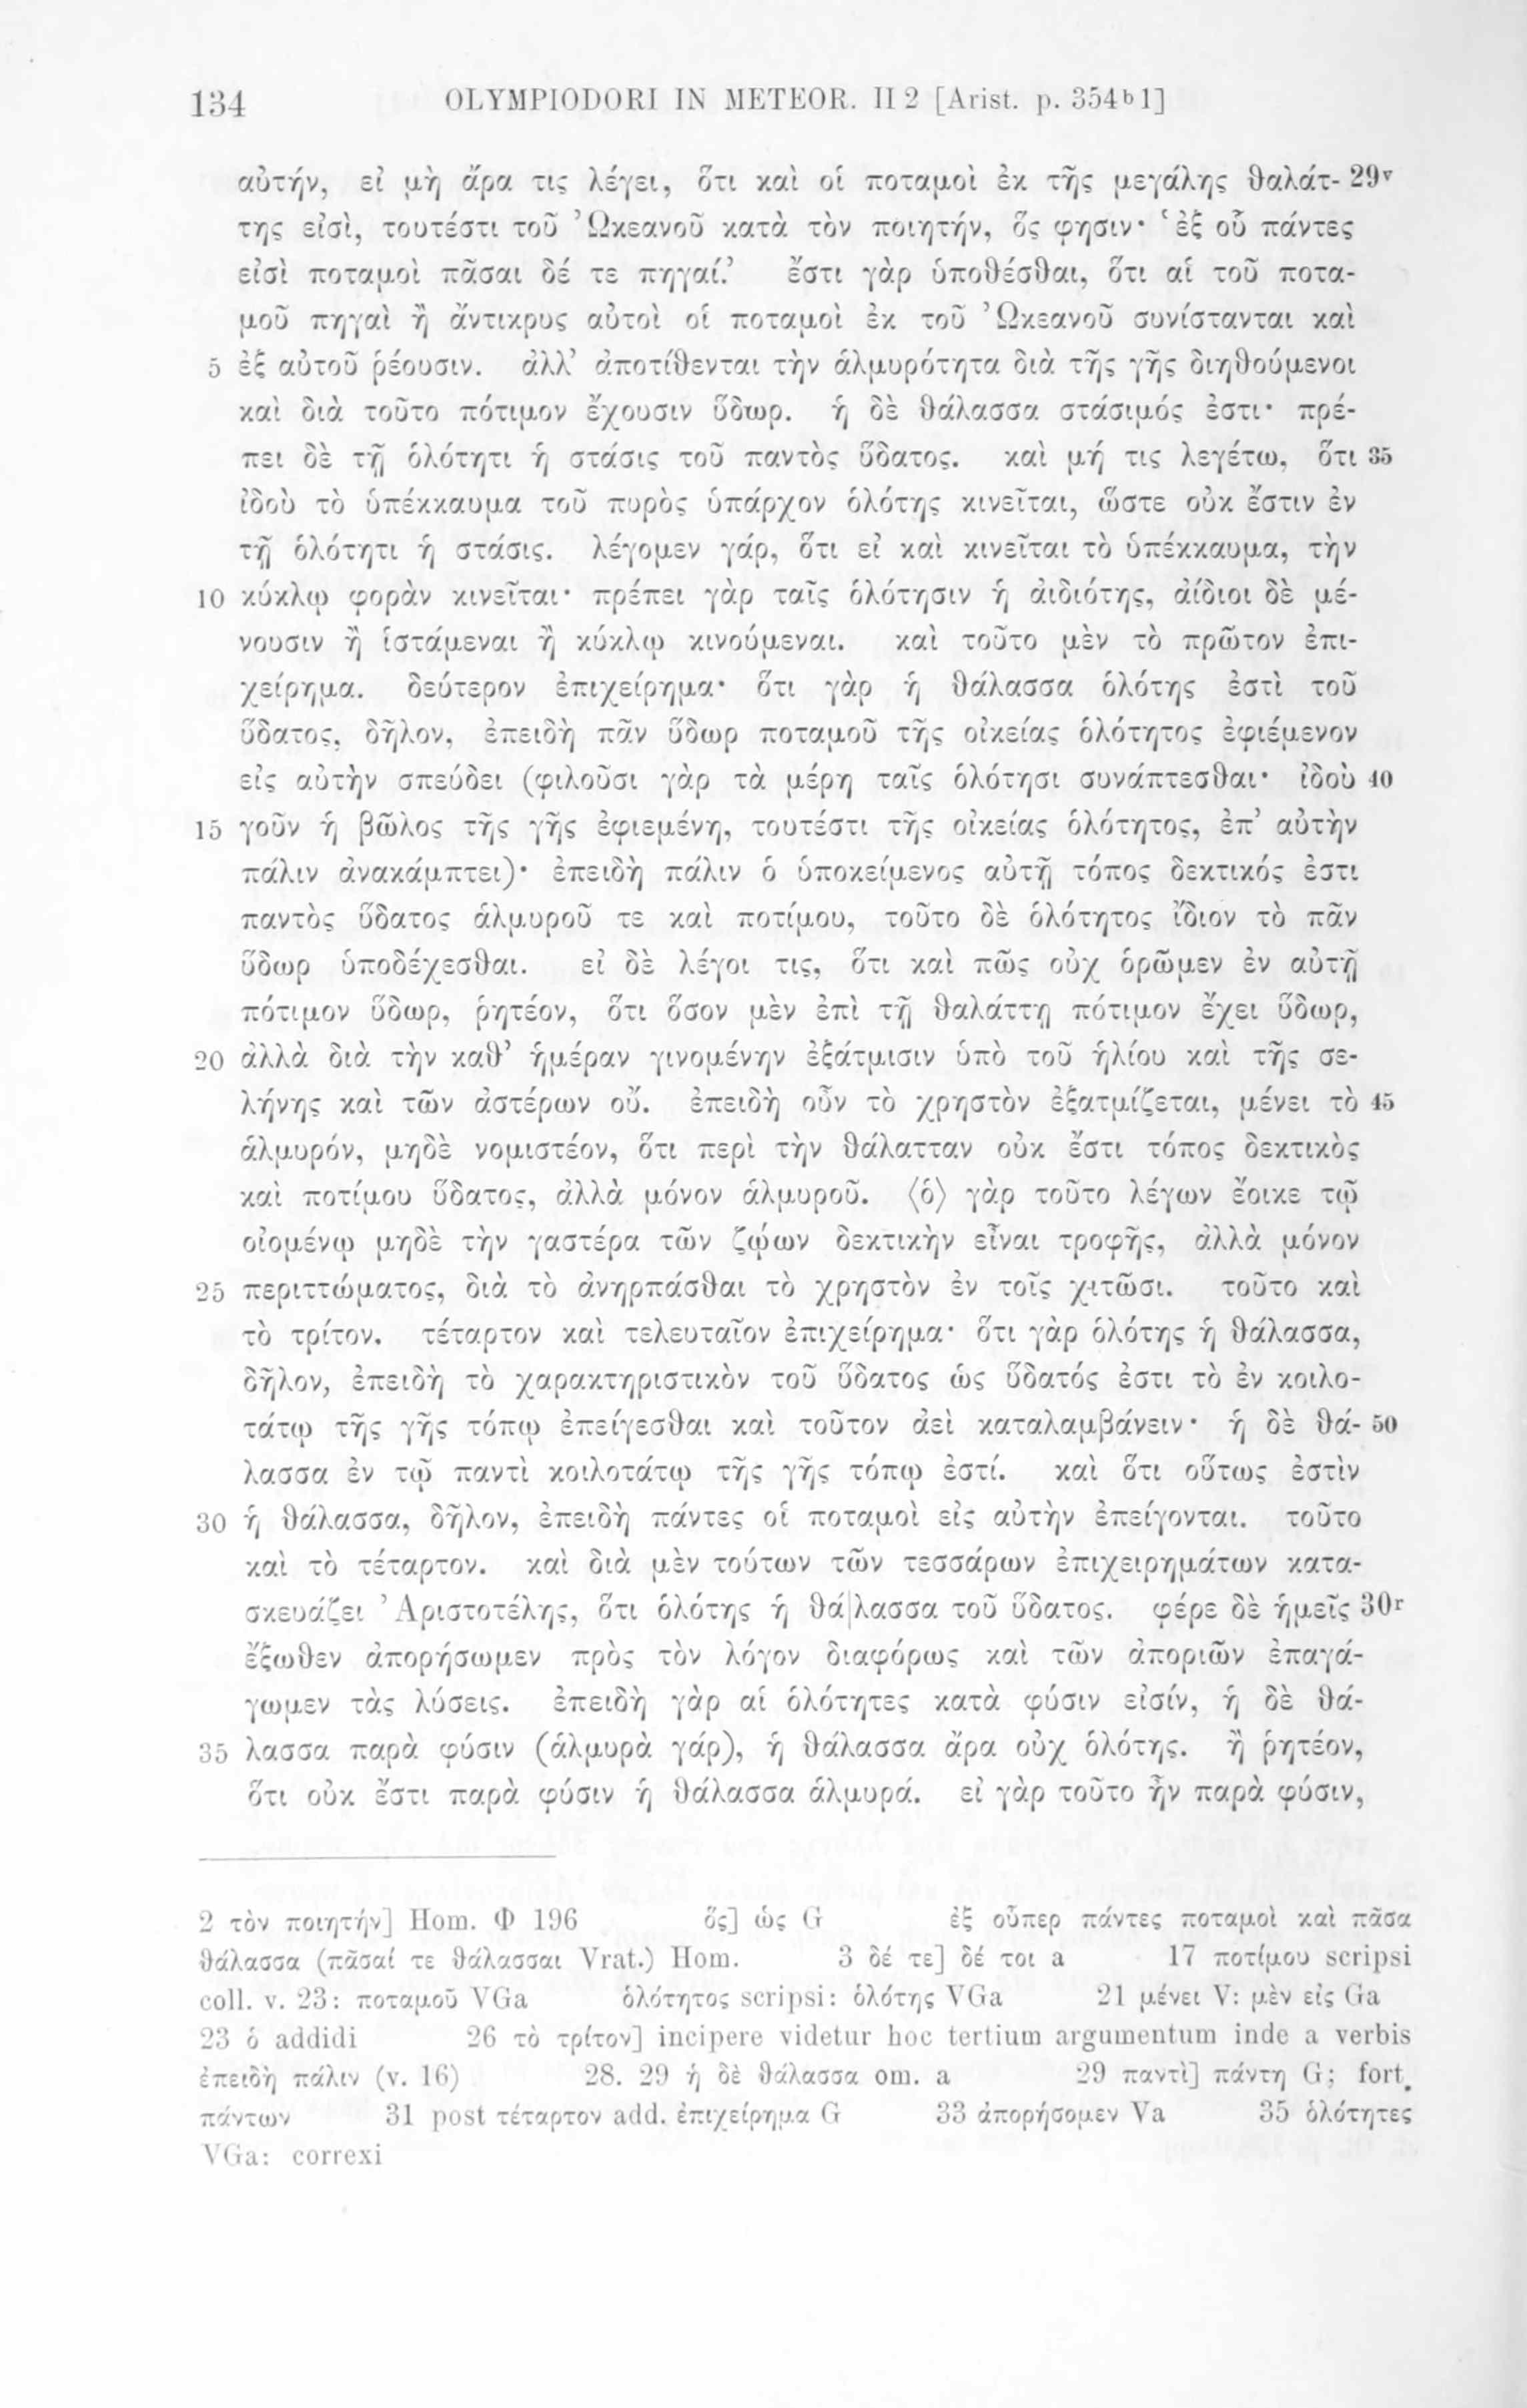 134 OLYMPIODORI IN METEOR. II 2 [Arist. p. 354b1]
αὐτήν, εἰ μὴ ἄρα τις λέγει, ὅτι καὶ οἱ ποταμοὶ ἐκ τῆς μεγάλης θαλάτ- 29v
της εἰσὶ, τουτέστι τοῦ Ὠκεανοῦ κατὰ τὸν ποιητήν, ὅς φησιν· ‘ἐξ οὗ πάντες
εἰσὶ ποταμοὶ πᾶσαι δέ τε πηγαί.’ ἔστι γὰρ ὑποθέσθαι, ὅτι αἱ τοῦ ποτα-
μοῦ πηγαὶ ἢ ἄντικρυς αὐτοὶ οἱ ποταμοὶ ἐκ τοῦ Ὠκεανοῦ συνίστανται καὶ
5 ἐξ αὐτοῦ ῥέουσιν. ἀλλ’ ἀποτίθενται τὴν ἁλμυρότητα διὰ τῆς γῆς διηθούμενοι
καὶ διὰ τοῦτο πότιμον ἔχουσιν ὕδωρ. ἡ δὲ θάλασσα στάσιμός ἐστι· πρέ-
πει δὲ τῇ ὁλότητι ἡ στάσις τοῦ παντὸς ὕδατος. καὶ μή τις λεγέτω, ὅτι 35
ἰδοὺ τὸ ὑπέκκαυμα τοῦ πυρὸς ὑπάρχον ὁλότης κινεῖται, ὥστε οὐκ ἔστιν ἐν
τῇ ὁλότητι ἡ στάσις. λέγομεν γάρ, ὅτι εἰ καὶ κινεῖται τὸ ὑπέκκαυμα, τὴν
10 κύκλῳ φορὰν κινεῖται· πρέπει γὰρ ταῖς ὁλότησιν ἡ ἀιδιότης, ἀίδιοι δὲ μέ-
νουσιν ἢ ἱστάμεναι ἢ κύκλῳ κινούμεναι. καὶ τοῦτο μὲν τὸ πρῶτον ἐπι-
χείρημα. δεύτερον ἐπιχείρημα· ὅτι γὰρ ἡ θάλασσα ὁλότης ἐστὶ τοῦ
ὕδατος, δῆλον, ἐπειδὴ πᾶν ὕδωρ ποταμοῦ τῆς οἰκείας ὁλότητος ἐφιέμενον
εἰς αὐτὴν σπεύδει (φιλοῦσι γὰρ τὰ μέρη ταῖς ὁλότησι συνάπτεσθαι· ἰδοὺ 40
15 γοῦν ἡ βῶλος τῆς γῆς ἐφιεμένη, τουτέστι τῆς οἰκείας ὁλότητος, ἐπ’ αὐτὴν
πάλιν ἀνακάμπτει)· ἐπειδὴ πάλιν ὁ ὑποκείμενος αὐτῇ τόπος δεκτικός ἐστι
παντὸς ὕδατος ἁλμυροῦ τε καὶ ποτίμου, τοῦτο δὲ ὁλότητος ἴδιον τὸ πᾶν
ὕδωρ ὑποδέχεσθαι. εἰ δὲ λέγοι τις, ὅτι καὶ πῶς οὐχ ὁρῶμεν ἐν αὐτῇ
πότιμον ὕδωρ, ῥητέον, ὅτι ὅσον μὲν ἐπὶ τῇ θαλάττῃ πότιμον ἔχει ὕδωρ,
20 ἀλλὰ διὰ τὴν καθ’ ἡμέραν γινομένην ἐξάτμισιν ὑπὸ τοῦ ἡλίου καὶ τῆς σε-
λήνης καὶ τῶν ἀστέρων οὔ. ἐπειδὴ οὖν τὸ χρηστὸν ἐξατμίζεται, μένει τὸ 45
ἁλμυρόν, μηδὲ νομιστέον, ὅτι περὶ τὴν θάλατταν οὐκ ἔστι τόπος δεκτικὸς
καὶ ποτίμου ὕδατος, ἀλλὰ μόνον ἁλμυροῦ. ⟨ὁ⟩ γὰρ τοῦτο λέγων ἔοικε τῷ
οἰομένῳ μηδὲ τὴν γαστέρα τῶν ζῴων δεκτικὴν εἶναι τροφῆς, ἀλλὰ μόνον
25 περιττώματος, διὰ τὸ ἀνηρπάσθαι τὸ χρηστὸν ἐν τοῖς χιτῶσι. τοῦτο καὶ
τὸ τρίτον. τέταρτον καὶ τελευταῖον ἐπιχείρημα· ὅτι γὰρ ὁλότης ἡ θάλασσα,
δῆλον, ἐπειδὴ τὸ χαρακτηριστικὸν τοῦ ὕδατος ὡς ὕδατός ἐστι τὸ ἐν κοιλο-
τάτῳ τῆς γῆς τόπῳ ἐπείγεσθαι καὶ τοῦτον ἀεὶ καταλαμβάνειν· ἡ δὲ θά- 50
λασσα ἐν τῷ παντὶ κοιλοτάτῳ τῆς γῆς τόπῳ ἐστί. καὶ ὅτι οὕτως ἐστὶν
30 ἡ θάλασσα, δῆλον, ἐπειδὴ πάντες οἱ ποταμοὶ εἰς αὐτὴν ἐπείγονται. τοῦτο
καὶ τὸ τέταρτον. καὶ διὰ μὲν τούτων τῶν τεσσάρων ἐπιχειρημάτων κατα-
σκευάζει Ἀριστοτέλης, ὅτι ὁλότης ἡ θά|λασσα τοῦ ὕδατος. φέρε δὲ ἡμεῖς 30r
ἔξωθεν ἀπορήσωμεν πρὸς τὸν λόγον διαφόρως καὶ τῶν ἀποριῶν ἐπαγά-
γωμεν τὰς λύσεις. ἐπειδὴ γὰρ αἱ ὁλότητες κατὰ φύσιν εἰσίν, ἡ δὲ θά-
35 λασσα παρὰ φύσιν (ἁλμυρὰ γάρ), ἡ θάλασσα ἄρα οὐχ ὁλότης. ἢ ῥητέον,
ὅτι οὐκ ἔστι παρὰ φύσιν ἡ θάλασσα ἁλμυρά. εἰ γὰρ τοῦτο ἦν παρὰ φύσιν,
2 τὸν ποιητήν] Hom. Φ 196 ὅς] ὡς G ἐξ οὗπερ πάντες ποταμοὶ καὶ πᾶσα
θάλασσα (πᾶσαί τε θάλασσαι Vrat.) Hom. 3 δέ τε] δέ τοι a 17 ποτίμου scripsi
coll. v. 23: ποταμοῦ VGa ὁλότητος scripsi: ὁλότης VGa 21 μένει V: μὲν εἰς Ga
23 ὁ addidi 26 τὸ τρίτον] incipere videtur hoc tertium argumentum inde a verbis
ἐπειδὴ πάλιν (v. 16) 28. 29 ἡ δὲ θάλασσα om. a 29 παντὶ] πάντη G; fort.
πάντων 31 post τέταρτον add. ἐπιχείρημα G 33 ἀπορήσομεν Va 35 ὁλότητες
VGa: correxi